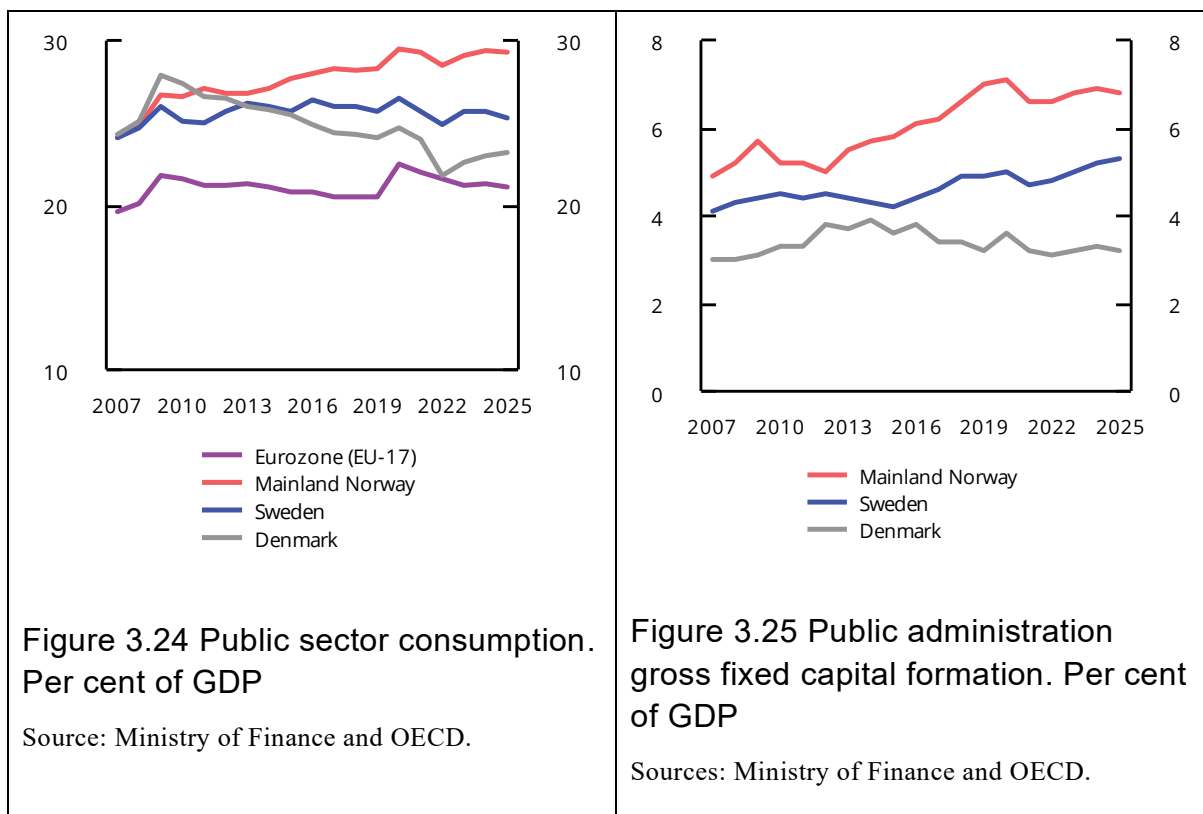 30
30
20
20
10
10
2007 2010 2013 2016 2019 2022 2025
Eurozone (EU-17)
Mainland Norway
Sweden
Denmark
Figure 3.24 Public sector consumption.
Per cent of GDP
Source: Ministry of Finance and OECD.
8
8
6
6
4
4
2
2
0
0
2007 2010 2013 2016 2019 2022 2025
Mainland Norway
Sweden
Denmark
Figure 3.25 Public administration
gross fixed capital formation. Per cent
of GDP
Sources: Ministry of Finance and OECD.